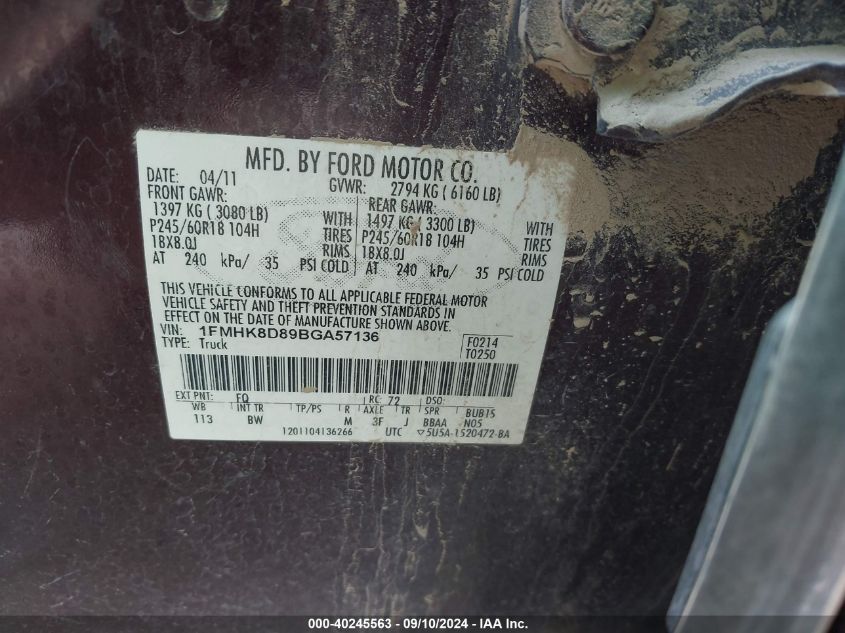 MFD. BY FORD MOTOR CO.
DATE: 04/11 GVWR: 2794 KG ( 6160 LB)
FRONT GAWR: REAR GAWR:
1397 KG ( 3080 LB) WITH 1497 KG ( 3300 LB) WITH
P245/60R18 104H TIRES P245/60R18 104H TIRES
18X8.0J RIMS 18X8.0J RIMS
AT 240 kPa/ 35 PSI COLD AT 240 kPa/ 35 PSI COLD
THIS VEHICLE CONFORMS TO ALL APPLICABLE FEDERAL MOTOR
VEHICLE SAFETY AND THEFT PREVENTION STANDARDS IN
EFFECT ON THE DATE OF MANUFACTURE SHOWN ABOVE.
VIN: 1FMHK8D89BGA57136 F0214
TYPE: Truck T0250
EXT PNT: FQ RC: 72 DSO:
WB INT TR TP/PS R AXLE TR SPR BUB15
113 BW M 3F J BBAA N05
1201104136266 UTC ▽5U5A-1520472-BA
000-40245563 - 09/10/2024 - IAA Inc.